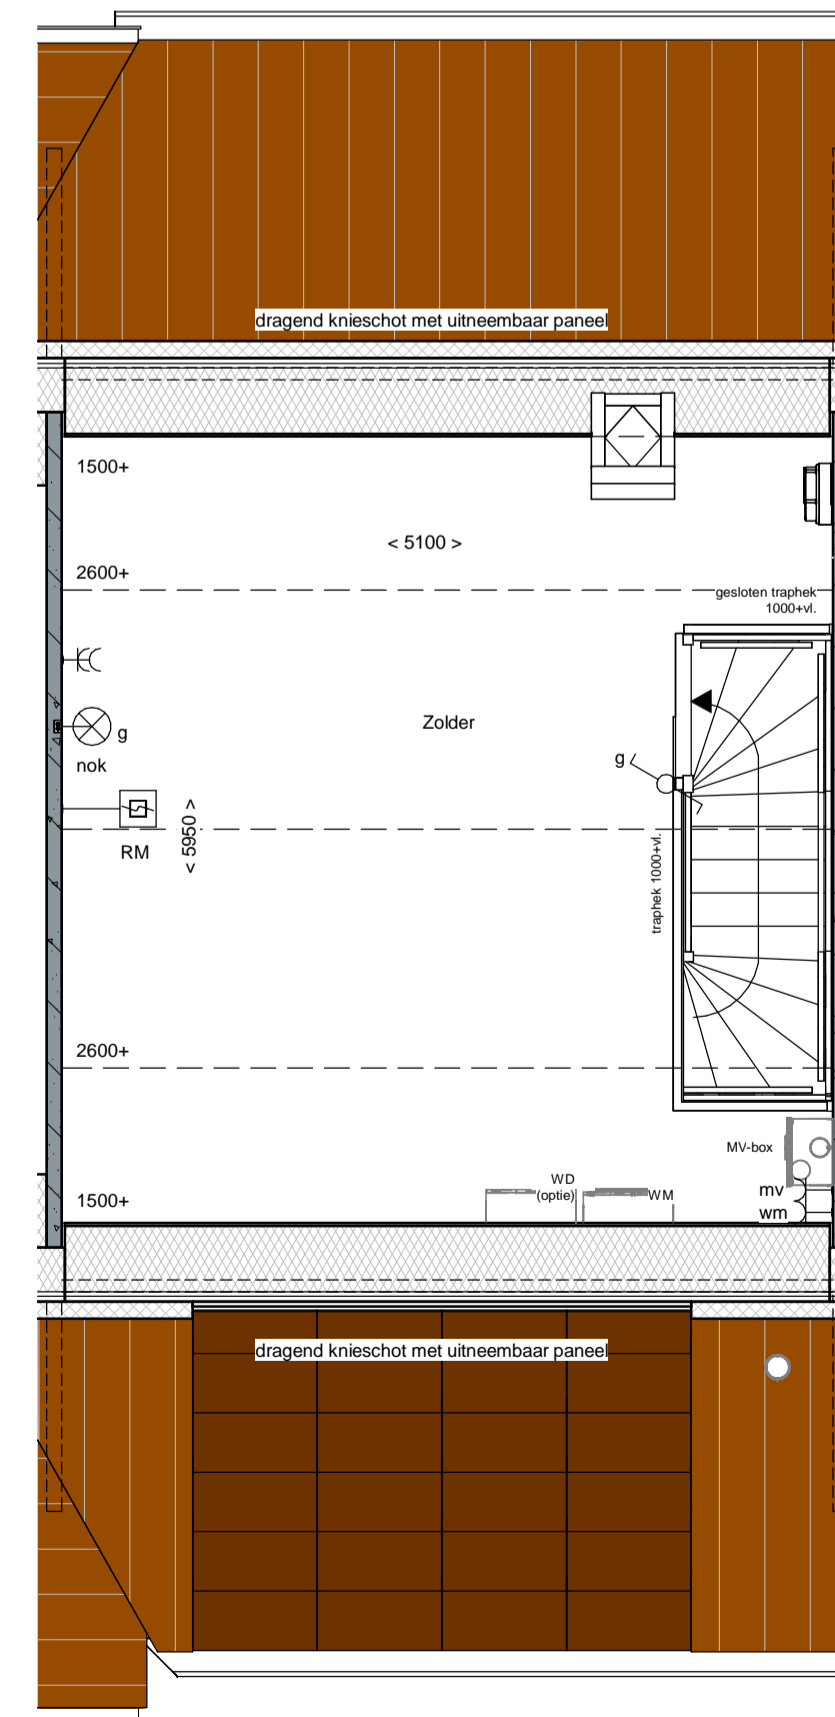 dragend knieschot met uitneembaar paneel
1500+
< 5100 >
2600+
gesloten traphek
1000+vl.
Zolder
g
nok
g
RM
< 5950 >
traphek 1000+vl.
2600+
MV-box
WD
(optie)
WM
mv
wm
1500+
dragend knieschot met uitneembaar paneel